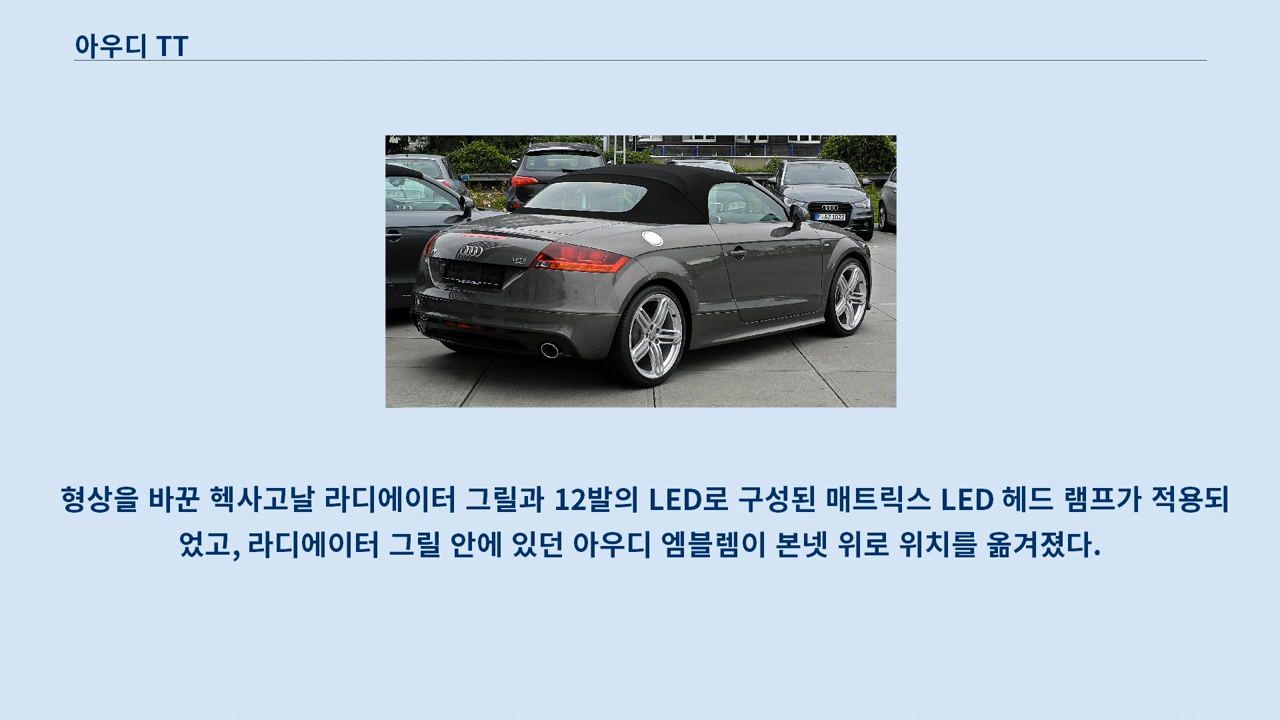 아우디 TT
형상을 바꾼 헥사고날 라디에이터 그릴과 12발의 LED로 구성된 매트릭스 LED 헤드 램프가 적용되
었고, 라디에이터 그릴 안에 있던 아우디 엠블렘이 본넷 위로 위치를 옮겨졌다.